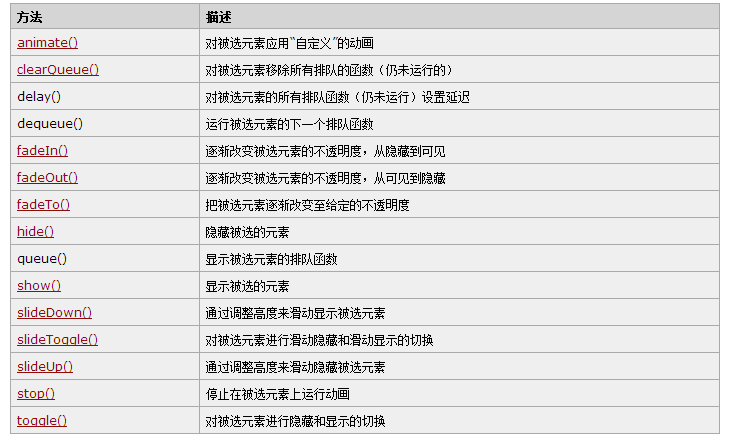 方法 描述
animate() 对被选元素应用“自定义”的动画
clearQueue() 对被选元素移除所有排队的函数（仍未运行的）
delay() 对被选元素的所有排队函数（仍未运行）设置延迟
dequeue() 运行被选元素的下一个排队函数
fadeIn() 逐渐改变被选元素的不透明度，从隐藏到可见
fadeOut() 逐渐改变被选元素的不透明度，从可见到隐藏
fadeTo() 把被选元素逐渐改变至给定的不透明度
hide() 隐藏被选的元素
queue() 显示被选元素的排队函数
show() 显示被选的元素
slideDown() 通过调整高度来滑动显示被选元素
slideToggle() 对被选元素进行滑动隐藏和滑动显示的切换
slideUp() 通过调整高度来滑动隐藏被选元素
stop() 停止在被选元素上运行动画
toggle() 对被选元素进行隐藏和显示的切换